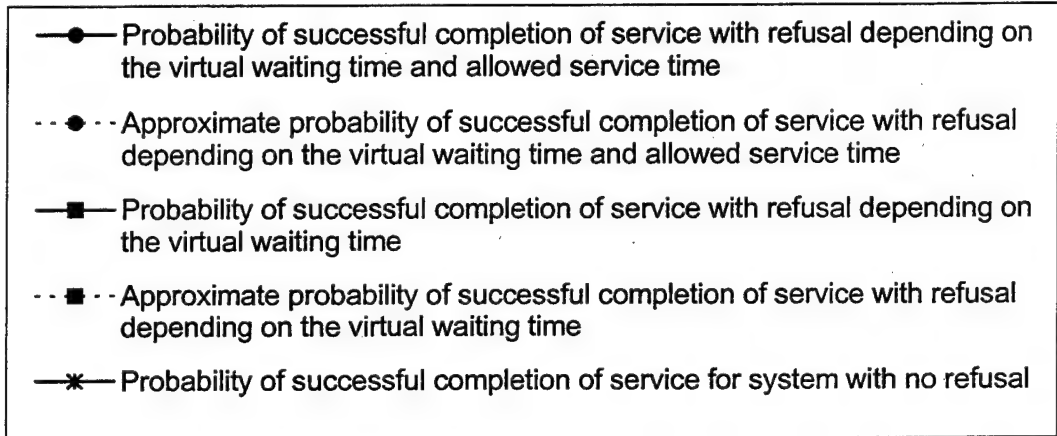 Probability of successful completion of service with refusal depending on
the virtual waiting time and allowed service time
Approximate probability of successful completion of service with refusal
depending on the virtual waiting time and allowed service time
Probability of successful completion of service with refusal depending on
the virtual waiting time
Approximate probability of successful completion of service with refusal
depending on the virtual waiting time
Probability of successful completion of service for system with no refusal